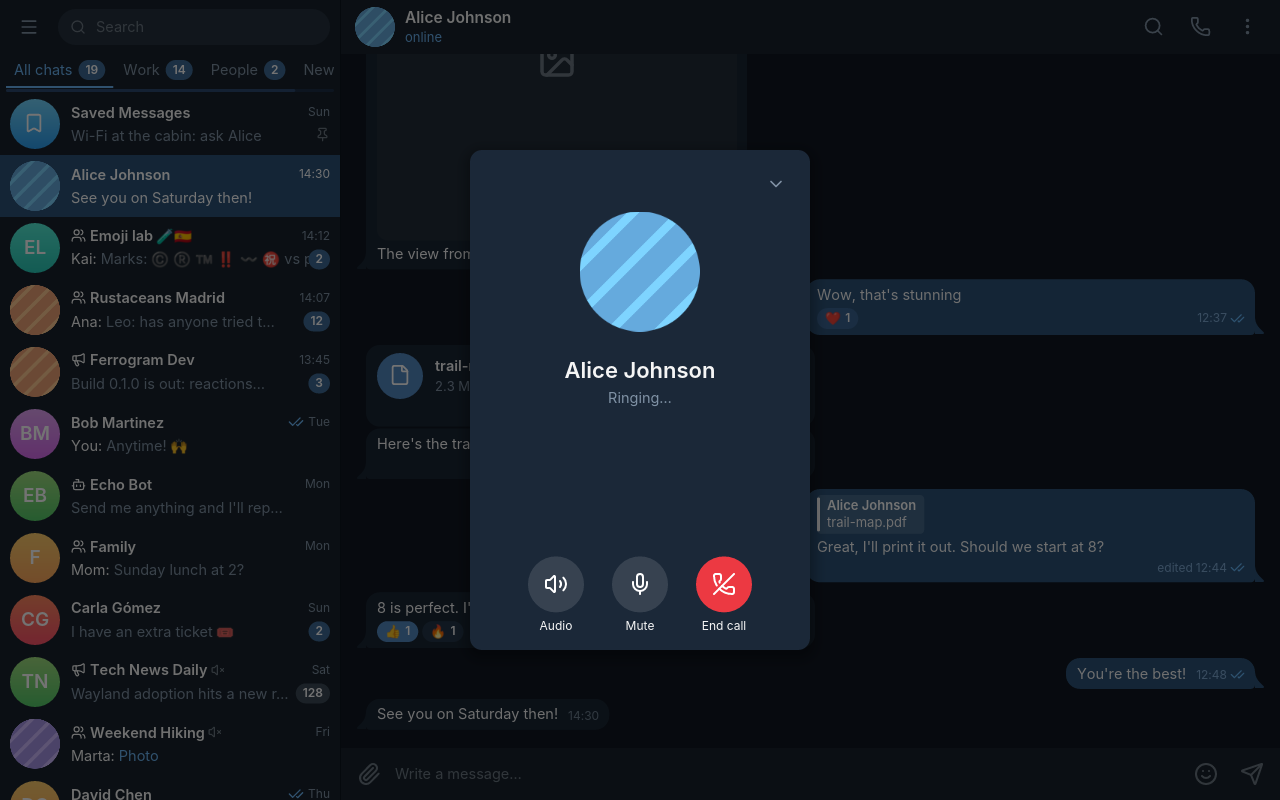 Search
All chats 19 Work 14 People 2 New
Saved Messages Sun
Wi-Fi at the cabin: ask Alice
Alice Johnson 14:30
See you on Saturday then!
EL Emoji lab 🧪🇪🇸 14:12
Kai: Marks: ©️ ®️ ™️ ‼️ 〰️ ㊗️ vs 2
Rustaceans Madrid 14:07
Ana: Leo: has anyone tried t... 12
Ferrogram Dev 13:45
Build 0.1.0 is out: reactions... 3
BM Bob Martinez Tue
You: Anytime! 🙌
EB Echo Bot Mon
Send me anything and I'll rep...
F Family Mon
Mom: Sunday lunch at 2?
CG Carla Gómez Sun
I have an extra ticket 🎟️ 2
TN Tech News Daily Sat
Wayland adoption hits a new r... 128
Weekend Hiking Fri
Marta: Photo
David Chen Thu
Alice Johnson
online
The view from
Wow, that's stunning
❤️ 1 12:37
2.3 M
Here's the tra
Alice Johnson
trail-map.pdf
Great, I'll print it out. Should we start at 8?
edited 12:44
8 is perfect. I'
👍 1 🔥 1
You're the best! 12:48
See you on Saturday then! 14:30
Write a message...
Alice Johnson
Ringing...
Audio Mute End call